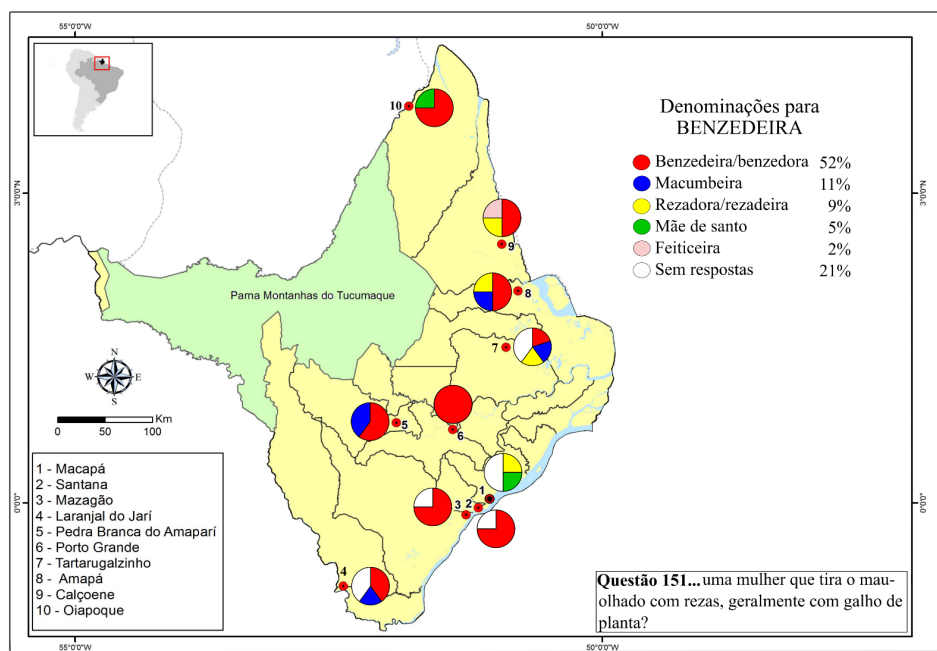 55°0'0"W
50°0'0"W
10
Denominações para
BENZEDEIRA
Benzedeira/benzedora 52%
Macumbeira 11%
Rezadora/rezadeira 9%
Mãe de santo 5%
Feiticeira 2%
Sem respostas 21%
3°0'0"N
3°0'0"N
9
8
Parna Montanhas do Tucumaque
7
N
W E
S
Km
0 50 100
5
6
1 - Macapá
2 - Santana
3 - Mazagão
4 - Laranjal do Jarí
5 - Pedra Branca do Amaparí
6 - Porto Grande
7 - Tartarugalzinho
8 - Amapá
9 - Calçoene
10 - Oiapoque
1
2
3
4
0°0'0"
0°0'0"
Questão 151...uma mulher que tira o mau-
olhado com rezas, geralmente com galho de
planta?
55°0'0"W
50°0'0"W